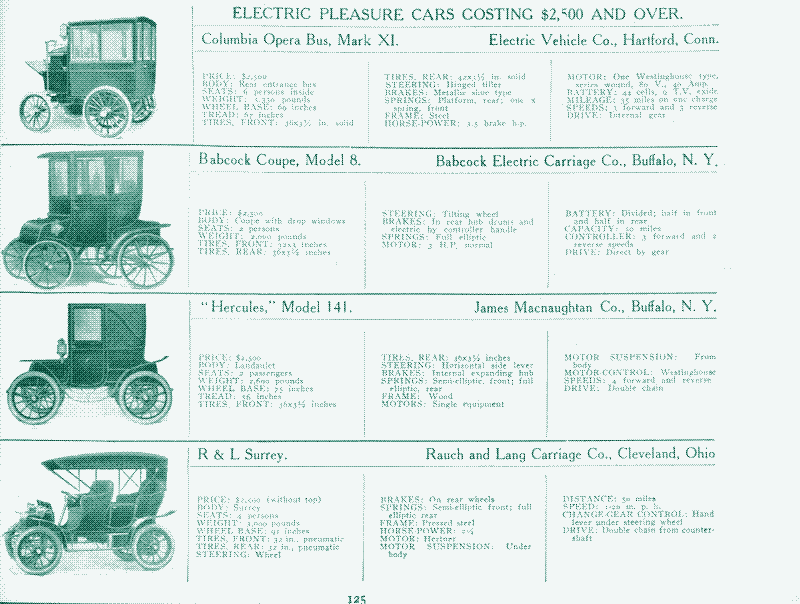 ELECTRIC PLEASURE CARS COSTING $2,500 AND OVER.
Columbia Opera Bus, Mark XI. Electric Vehicle Co., Hartford, Conn.
PRICE: $2,500
BODY: Rear entrance bus
SEATS: 6 persons inside
WEIGHT: 3,330 pounds
WHEEL BASE: 69 inches
TREAD: 67 inches
TIRES, FRONT: 36x3½ in. solid
TIRES, REAR: 42x3½ in. solid
STEERING: Hinged tiller
BRAKES: Metallic shoe type
SPRINGS: Platform, rear; one x
spring, front
FRAME: Steel
HORSE-POWER: 3.5 brake h.p.
MOTOR: One Westinghouse type,
series wound, 80 V., 40 Amp.
BATTERY: 44 cells, 9 T.V. exide
MILEAGE: 35 miles on one charge
SPEEDS: 3 forward and 3 reverse
DRIVE: Internal gear
Babcock Coupe, Model 8. Babcock Electric Carriage Co., Buffalo, N. Y.
PRICE: $2,500
BODY: Coupe with drop windows
SEATS: 2 persons
WEIGHT: 2,000 pounds
TIRES, FRONT: inches
TIRES, REAR: 36x3½ inches
STEERING: Tilting wheel
BRAKES: In rear hub drums and
electric by controller handle
SPRINGS: Full elliptic
MOTOR: 3 H.P. normal
BATTERY: Divided; half in front
and half in rear
CAPACITY: miles
CONTROLLER: 3 forward and 2
reverse speeds
DRIVE: Direct by gear
"Hercules," Model 141. James Macnaughtan Co., Buffalo, N. Y.
PRICE: $2,500
BODY: Landaulet
SEATS: 2 passengers
WEIGHT: 2,600 pounds
WHEEL BASE: 75 inches
TREAD: 56 inches
TIRES, FRONT: 36x3½ inches
TIRES, REAR: 36x3½ inches
STEERING: Horizontal side lever
BRAKES: Internal expanding hub
SPRINGS: Semi-elliptic, front; full
elliptic, rear
FRAME: Wood
MOTORS: Single equipment
MOTOR SUSPENSION: From
body
MOTOR-CONTROL: Westinghouse
SPEEDS: 4 forward and reverse
DRIVE: Double chain
R & L Surrey. Rauch and Lang Carriage Co., Cleveland, Ohio
PRICE: (without top)
BODY: Surrey
SEATS: 4 persons
WEIGHT: pounds
WHEEL BASE: 91 inches
TIRES, FRONT: 32 in., pneumatic
TIRES, REAR: 32 in., pneumatic
STEERING: Wheel
BRAKES: On rear wheels
SPRINGS: Semi-elliptic front; full
elliptic rear
FRAME: Pressed steel
HORSE-POWER: 2½
MOTOR: Hertner
MOTOR SUSPENSION: Under
body
DISTANCE: 50 miles
SPEED: m. p. h.
CHANGE-GEAR CONTROL: Hand
lever under steering wheel
DRIVE: Double chain from counter-
shaft
125